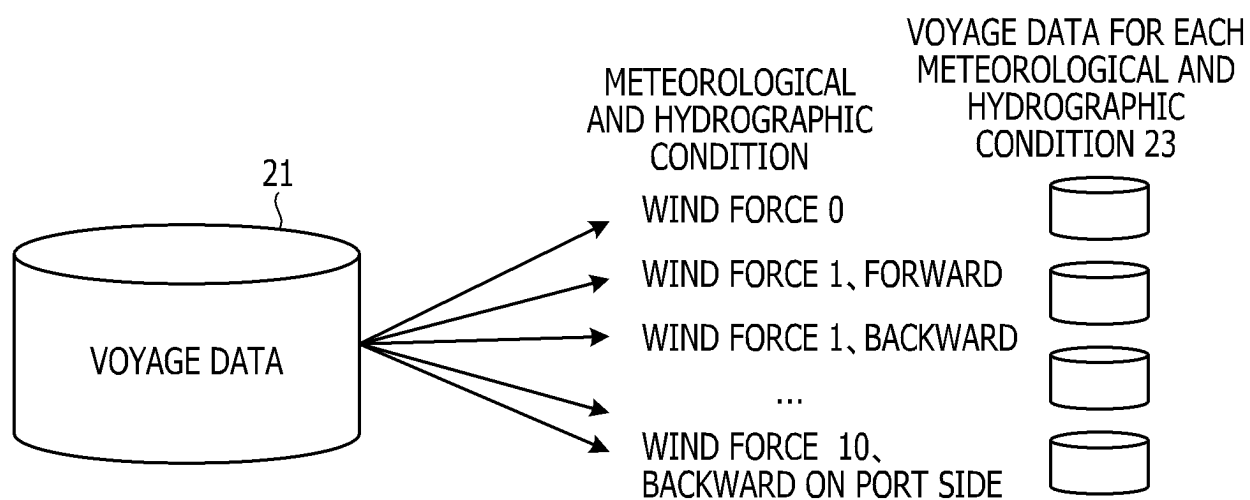 VOYAGE DATA FOR EACH
METEOROLOGICAL AND
HYDROGRAPHIC
CONDITION 23
METEOROLOGICAL
AND HYDROGRAPHIC
CONDITION
21
WIND FORCE 0
WIND FORCE 1、FORWARD
WIND FORCE 1、BACKWARD
VOYAGE DATA
...
WIND FORCE 10、
BACKWARD ON PORT SIDE